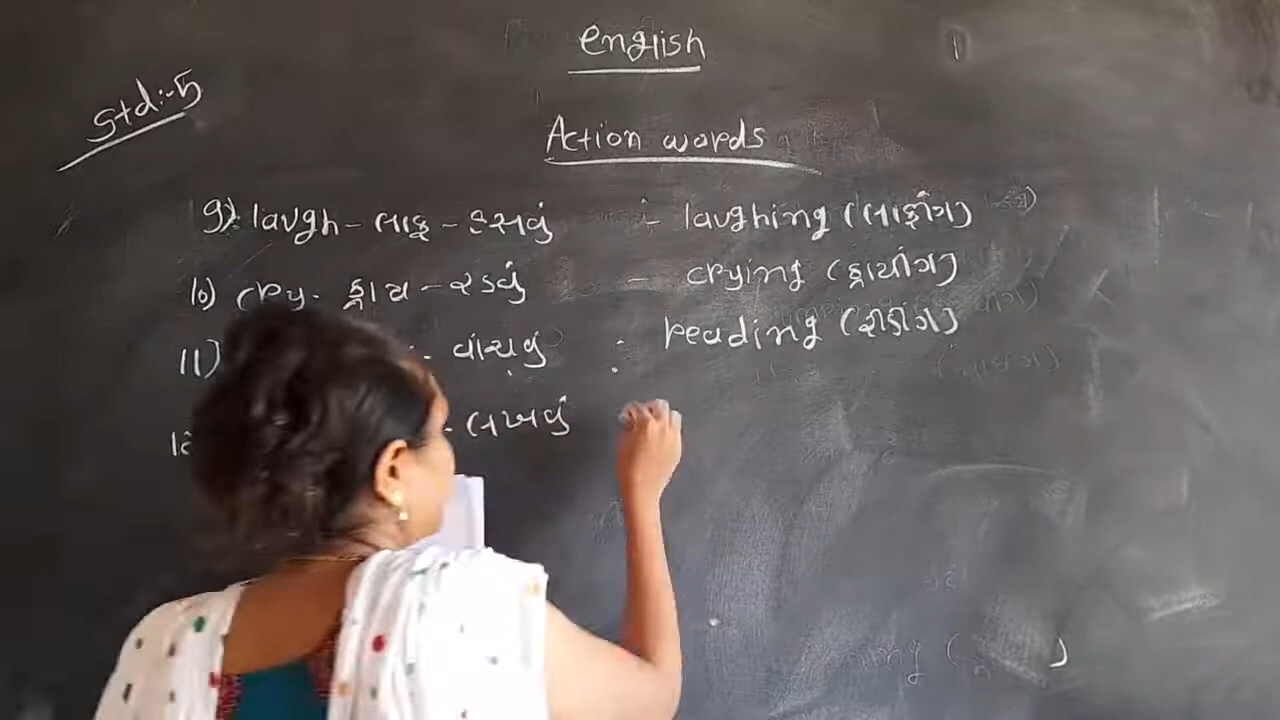 English
Std:-5
Action words
9) laugh - લાફ - હસવું - laughing (લાફીંગ)
10) cry - ક્રાય - રડવું - crying (ક્રાયીંગ)
11) - વાંચવું : reading (રીડીંગ)
12 - લખવું